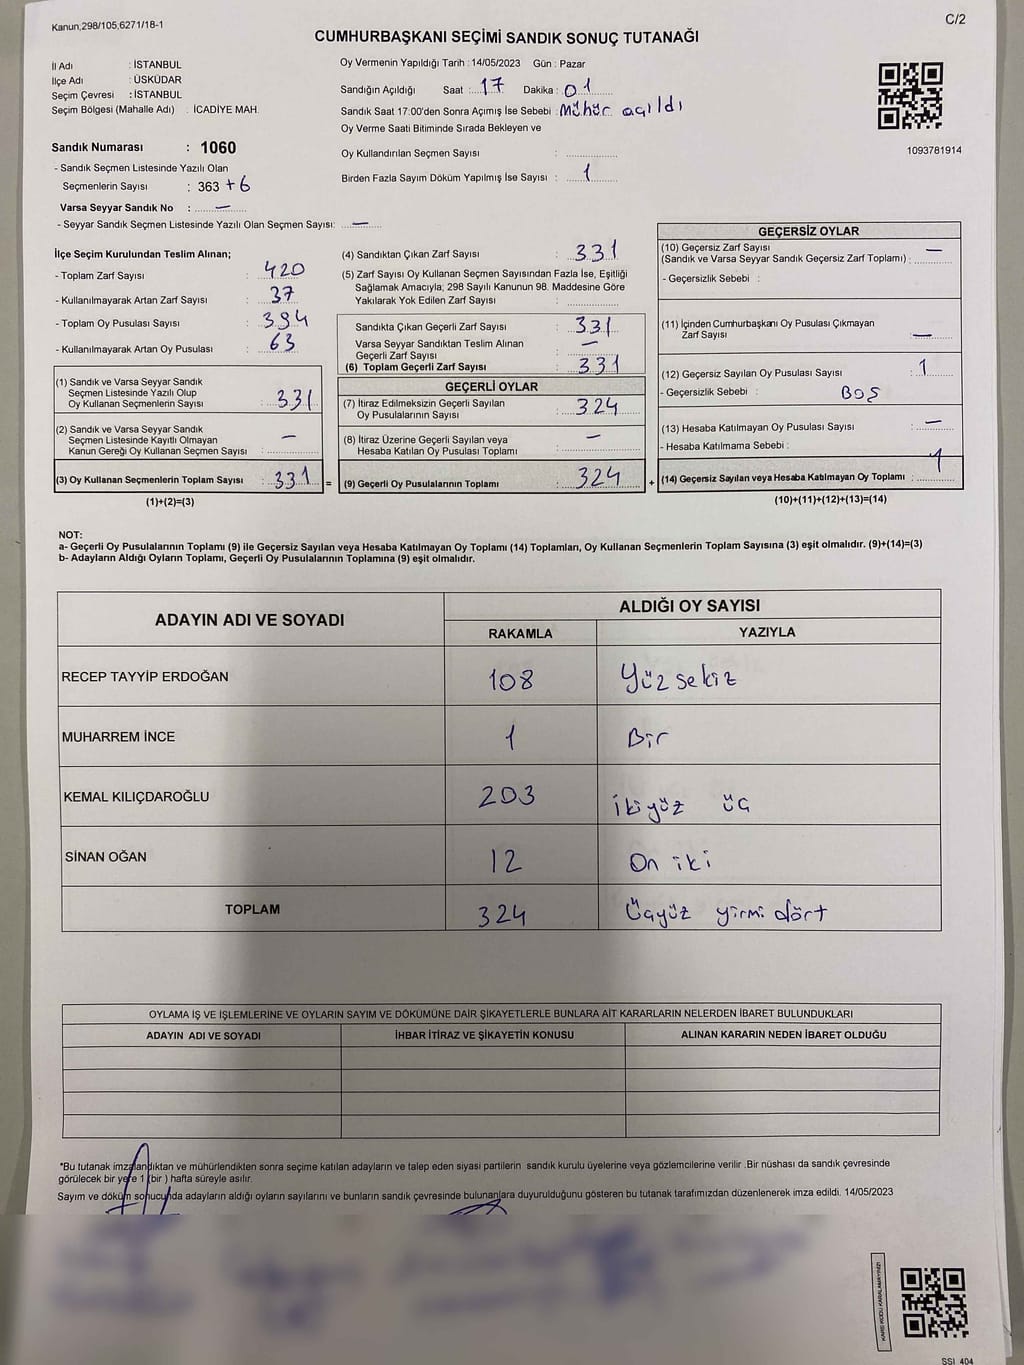 Kanun,298/105,6271/18-1
C/2
CUMHURBAŞKANI SEÇİMİ SANDIK SONUÇ TUTANAĞI
İl Adı : İSTANBUL
İlçe Adı : ÜSKÜDAR
Seçim Çevresi : İSTANBUL
Seçim Bölgesi (Mahalle Adı) : İCADİYE MAH.
Sandık Numarası : 1060
- Sandık Seçmen Listesinde Yazılı Olan
Seçmenlerin Sayısı : 363 +6
Varsa Seyyar Sandık No : —
- Seyyar Sandık Seçmen Listesinde Yazılı Olan Seçmen Sayısı: —
Oy Vermenin Yapıldığı Tarih : 14/05/2023 Gün : Pazar
Sandığın Açıldığı Saat : 17 Dakika : 01
Sandık Saat 17:00'den Sonra Açımış İse Sebebi : Mühür açıldı
Oy Verme Saati Bitiminde Sırada Bekleyen ve
Oy Kullandırılan Seçmen Sayısı :
Birden Fazla Sayım Döküm Yapılmış İse Sayısı : 1
1093781914
İlçe Seçim Kurulundan Teslim Alınan;
- Toplam Zarf Sayısı : 420
- Kullanılmayarak Artan Zarf Sayısı : 37
- Toplam Oy Pusulası Sayısı : 394
- Kullanılmayarak Artan Oy Pusulası : 63
(1) Sandık ve Varsa Seyyar Sandık
Seçmen Listesinde Yazılı Olup
Oy Kullanan Seçmenlerin Sayısı : 331
(2) Sandık ve Varsa Seyyar Sandık
Seçmen Listesinde Kayıtlı Olmayan
Kanun Gereği Oy Kullanan Seçmen Sayısı : —
(3) Oy Kullanan Seçmenlerin Toplam Sayısı : 331 =
(1)+(2)=(3)
(4) Sandıktan Çıkan Zarf Sayısı : 331
(5) Zarf Sayısı Oy Kullanan Seçmen Sayısından Fazla İse, Eşitliği
Sağlamak Amacıyla; 298 Sayılı Kanunun 98. Maddesine Göre
Yakılarak Yok Edilen Zarf Sayısı :
Sandıkta Çıkan Geçerli Zarf Sayısı : 331
Varsa Seyyar Sandıktan Teslim Alınan
Geçerli Zarf Sayısı : —
(6) Toplam Geçerli Zarf Sayısı : 331
GEÇERLİ OYLAR
(7) İtiraz Edilmeksizin Geçerli Sayılan
Oy Pusulalarının Sayısı : 324
(8) İtiraz Üzerine Geçerli Sayılan veya
Hesaba Katılan Oy Pusulası Toplamı : —
(9) Geçerli Oy Pusulalarının Toplamı : 324 +
GEÇERSİZ OYLAR
(10) Geçersiz Zarf Sayısı
(Sandık ve Varsa Seyyar Sandık Geçersiz Zarf Toplamı) : —
- Geçersizlik Sebebi :
(11) İçinden Cumhurbaşkanı Oy Pusulası Çıkmayan
Zarf Sayısı : —
(12) Geçersiz Sayılan Oy Pusulası Sayısı : 1
- Geçersizlik Sebebi : BOŞ
(13) Hesaba Katılmayan Oy Pusulası Sayısı : —
- Hesaba Katılmama Sebebi :
(14) Geçersiz Sayılan veya Hesaba Katılmayan Oy Toplamı : 1
(10)+(11)+(12)+(13)=(14)
NOT:
a- Geçerli Oy Pusulalarının Toplamı (9) ile Geçersiz Sayılan veya Hesaba Katılmayan Oy Toplamı (14) Toplamları, Oy Kullanan Seçmenlerin Toplam Sayısına (3) eşit olmalıdır. (9)+(14)=(3)
b- Adayların Aldığı Oyların Toplamı, Geçerli Oy Pusulalarının Toplamına (9) eşit olmalıdır.
ADAYIN ADI VE SOYADI
ALDIĞI OY SAYISI
RAKAMLA YAZIYLA
RECEP TAYYİP ERDOĞAN 108 Yüz sekiz
MUHARREM İNCE 1 Bir
KEMAL KILIÇDAROĞLU 203 İki yüz üç
SİNAN OĞAN 12 On iki
TOPLAM 324 Üçyüz yirmi dört
OYLAMA İŞ VE İŞLEMLERİNE VE OYLARIN SAYIM VE DÖKÜMÜNE DAİR ŞİKAYETLERLE BUNLARA AİT KARARLARIN NELERDEN İBARET BULUNDUKLARI
ADAYIN ADI VE SOYADI İHBAR İTİRAZ VE ŞİKAYETİN KONUSU ALINAN KARARIN NEDEN İBARET OLDUĞU
*Bu tutanak imzalandıktan ve mühürlendikten sonra seçime katılan adayların ve talep eden siyasi partilerin sandık kurulu üyelerine veya gözlemcilerine verilir .Bir nüshası da sandık çevresinde
görülecek bir yere 1 (bir ) hafta süreyle asılır.
Sayım ve döküm sonucunda adayların aldığı oyların sayılarını ve bunların sandık çevresinde bulunanlara duyurulduğunu gösteren bu tutanak tarafımızdan düzenlenerek imza edildi. 14/05/2023
KARE KODU KARALAMAYINIZ!
SSI 404